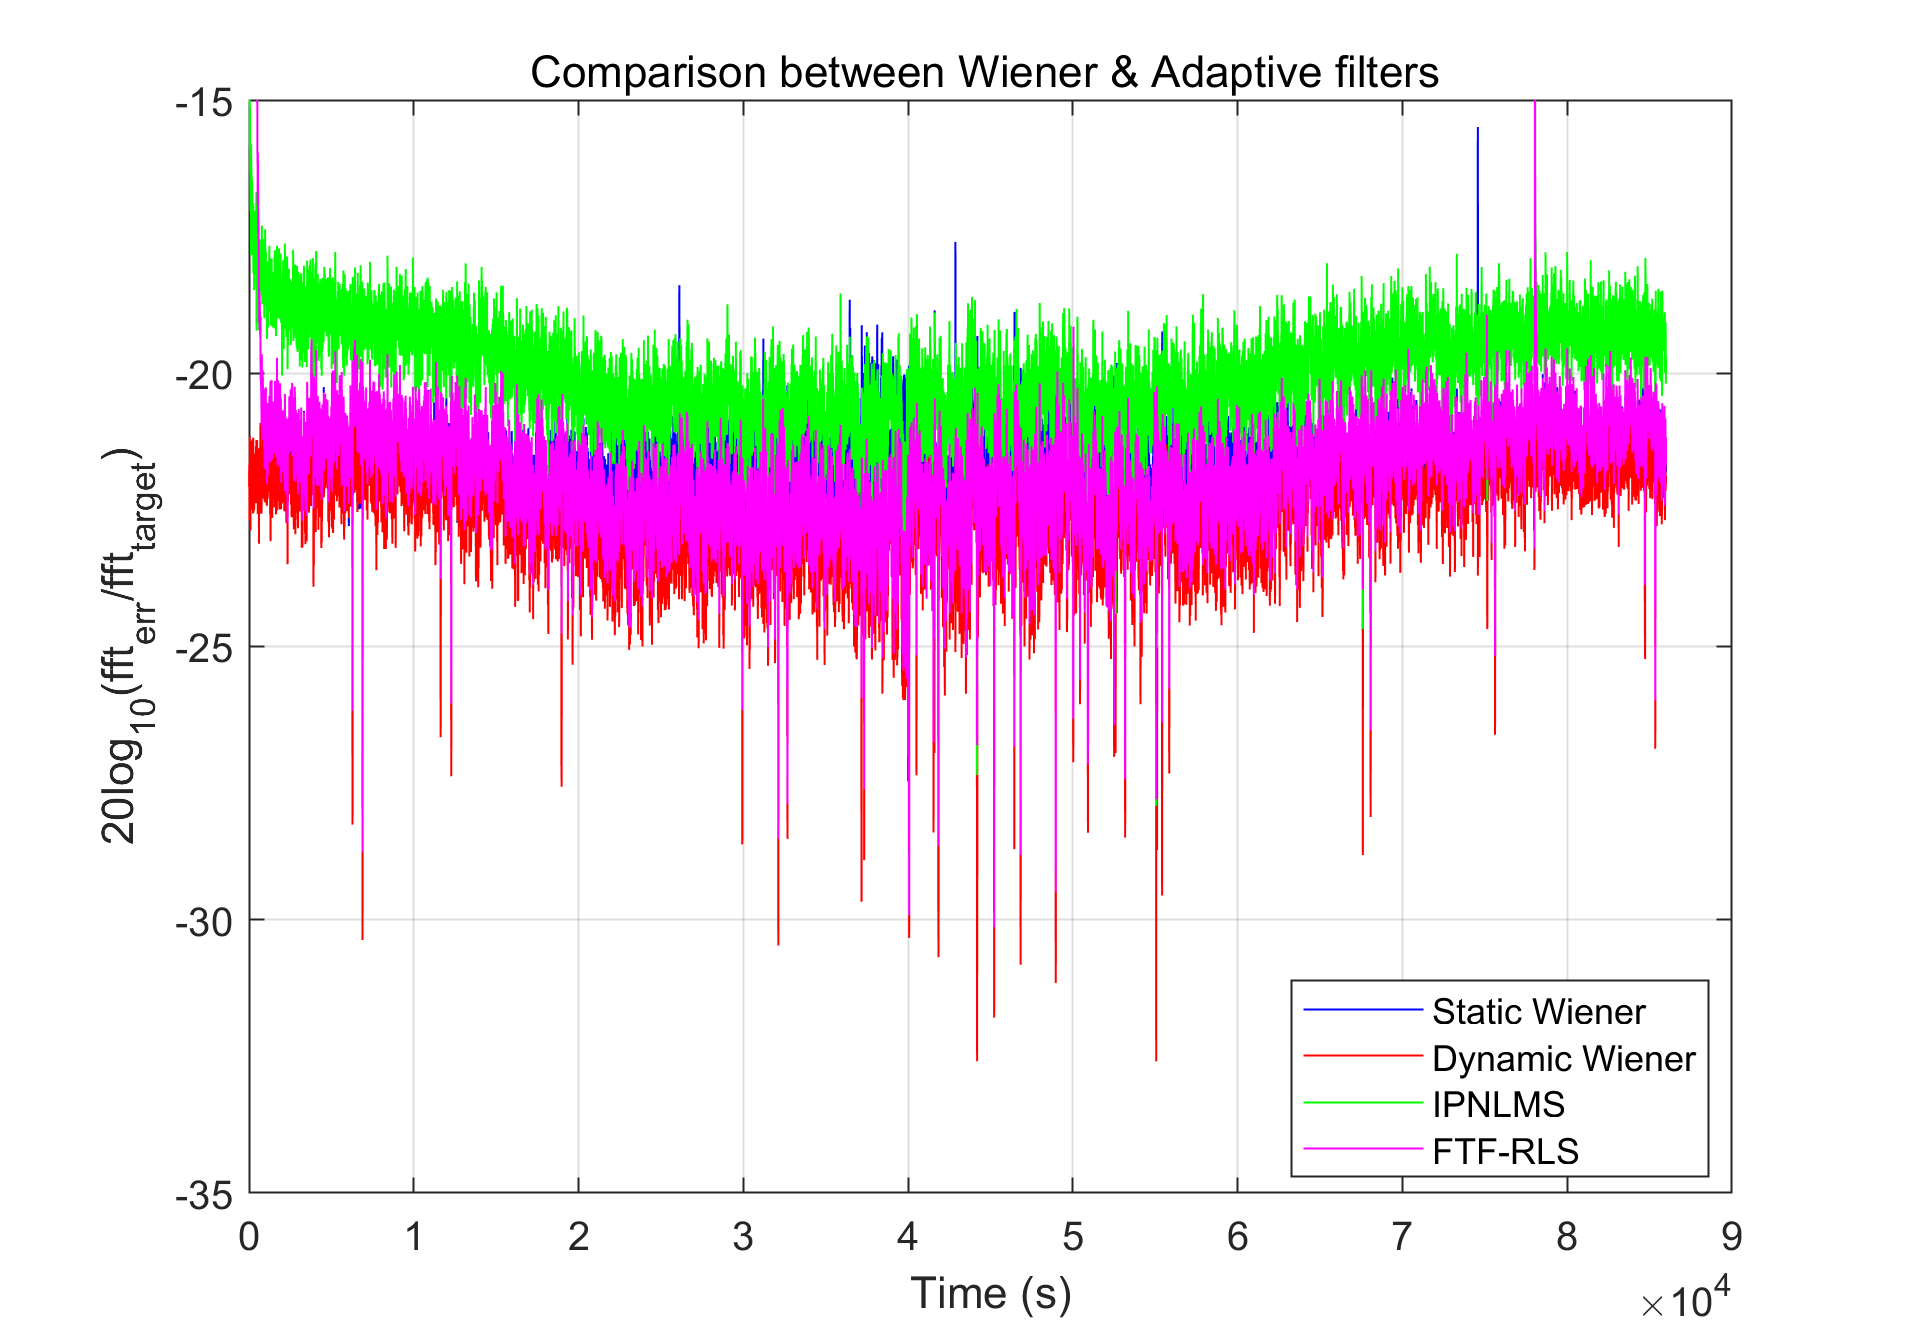 Comparison between Wiener & Adaptive filters
20log10(ffterr/ffttarget)
-15
-20
-25
-30
-35
0 1 2 3 4 5 6 7 8 9
Time (s)
×10^4
Static Wiener
Dynamic Wiener
IPNLMS
FTF-RLS